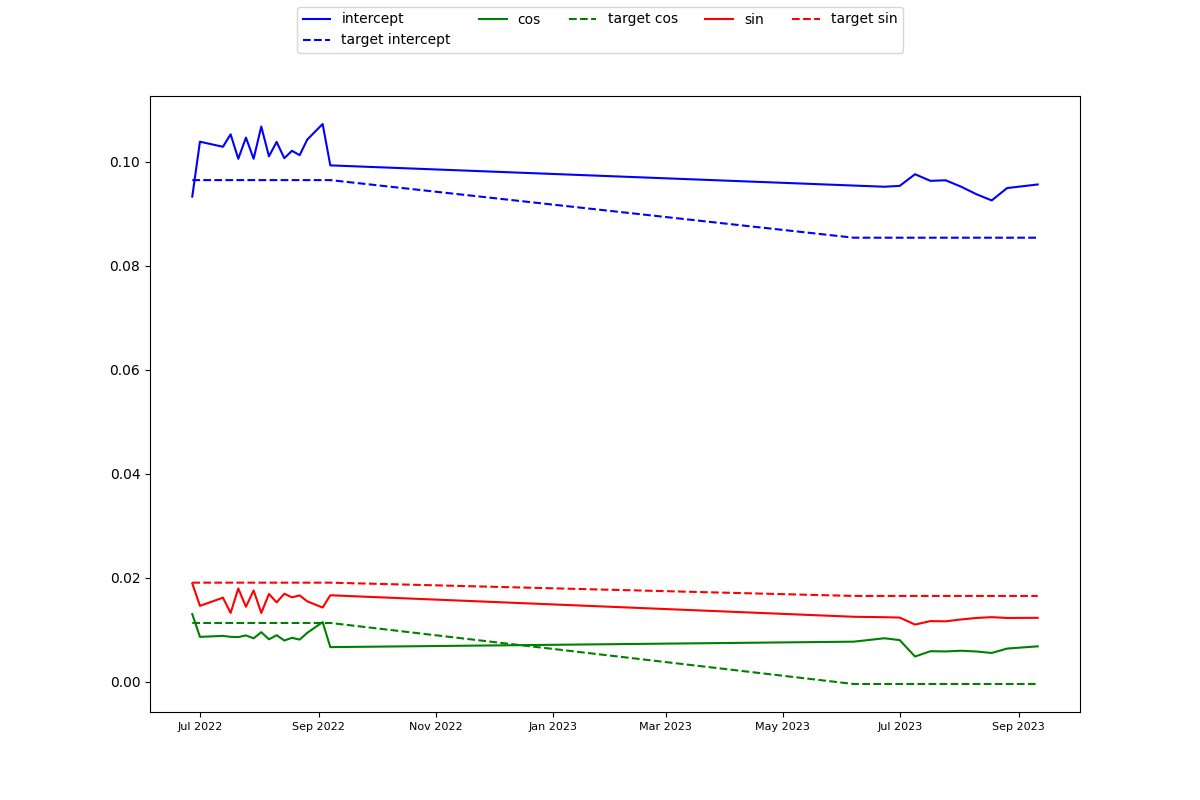 intercept cos target cos sin target sin
target intercept
0.10
0.08
0.06
0.04
0.02
0.00
Jul 2022 Sep 2022 Nov 2022 Jan 2023 Mar 2023 May 2023 Jul 2023 Sep 2023